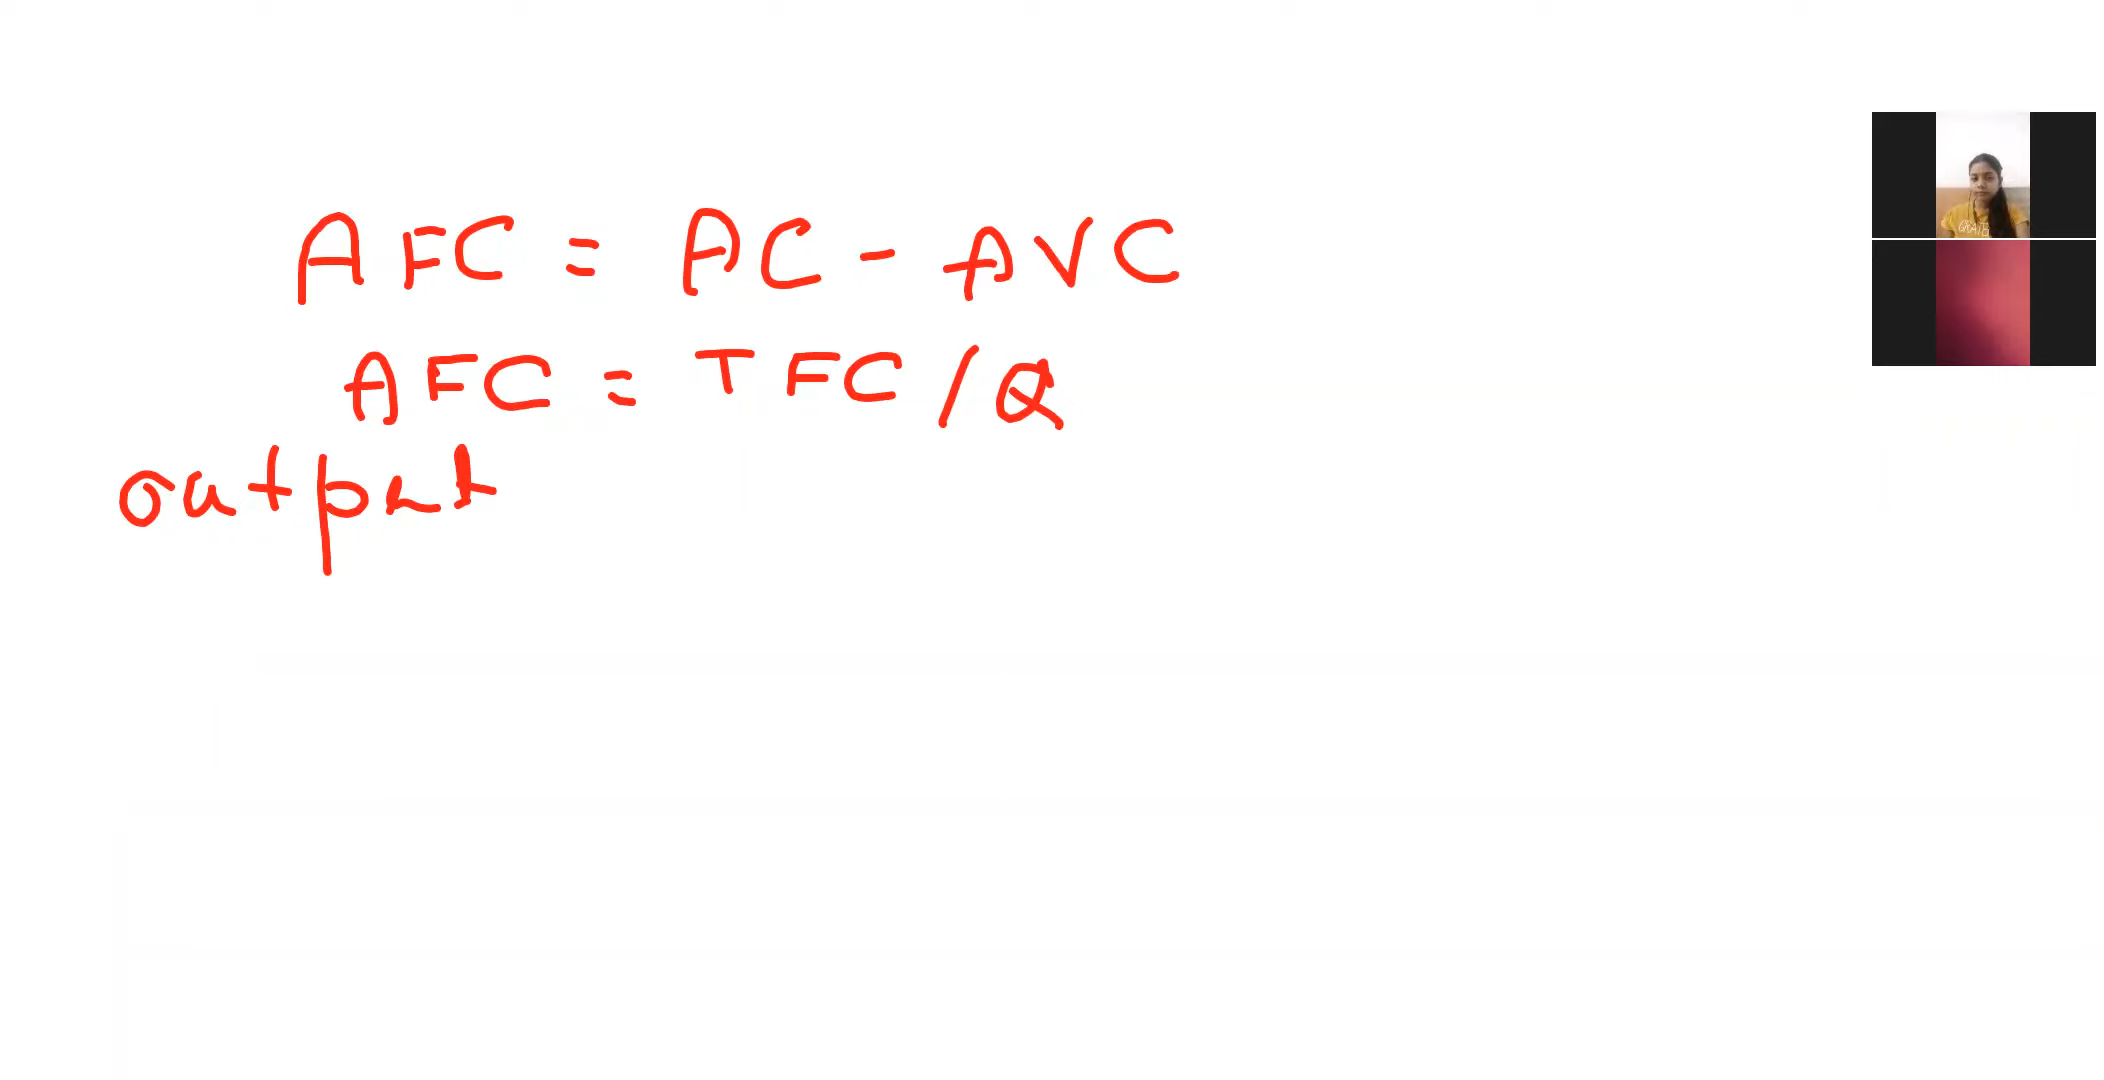 AFC = AC - AVC
AFC = TFC / Q
output